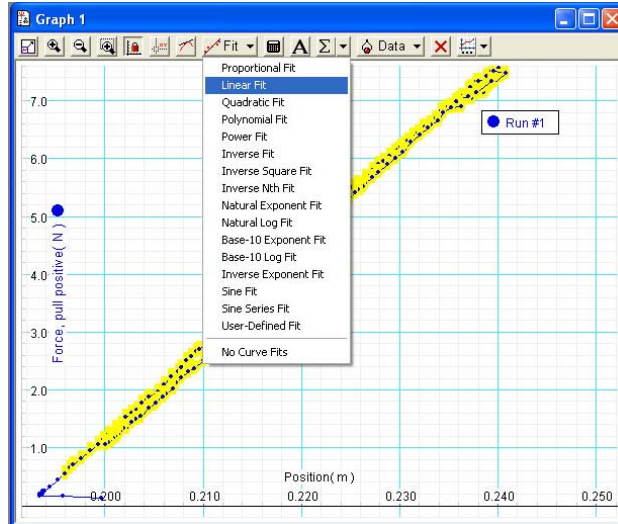 Graph 1
Fit A Σ Data
Proportional Fit
Linear Fit
Quadratic Fit
Polynomial Fit
Power Fit
Inverse Fit
Inverse Square Fit
Inverse Nth Fit
Natural Exponent Fit
Natural Log Fit
Base-10 Exponent Fit
Base-10 Log Fit
Inverse Exponent Fit
Sine Fit
Sine Series Fit
User-Defined Fit
No Curve Fits
Run #1
7.0
6.0
5.0
4.0
3.0
2.0
1.0
Force, pull positive( N )
Position( m )
0.200 0.210 0.220 0.230 0.240 0.250